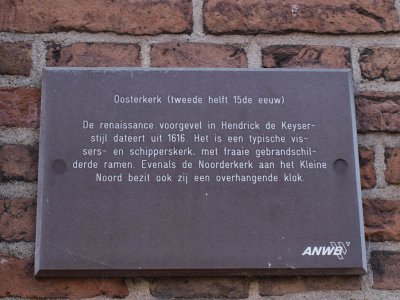 Oosterkerk (tweede helft 15de eeuw)
De renaissance voorgevel in Hendrick de Keyser-
stijl dateert uit 1616. Het is een typische vis-
sers- en schipperskerk, met fraaie gebrandschil-
derde ramen. Evenals de Noorderkerk aan het Kleine
Noord bezit ook zij een overhangende klok.
ANWB